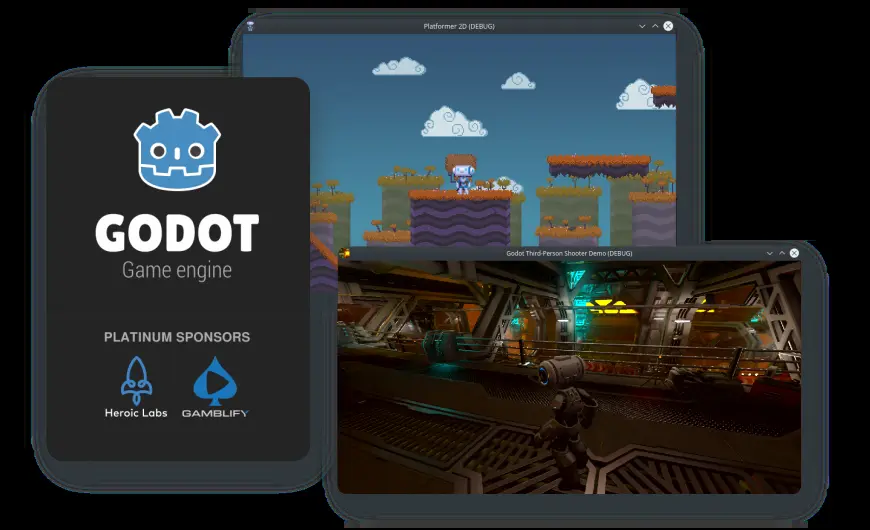 Platformer 2D (DEBUG)
GODOT
Game engine
PLATINUM SPONSORS
Heroic Labs
GAMBLIFY
Godot Third-Person Shooter Demo (DEBUG)